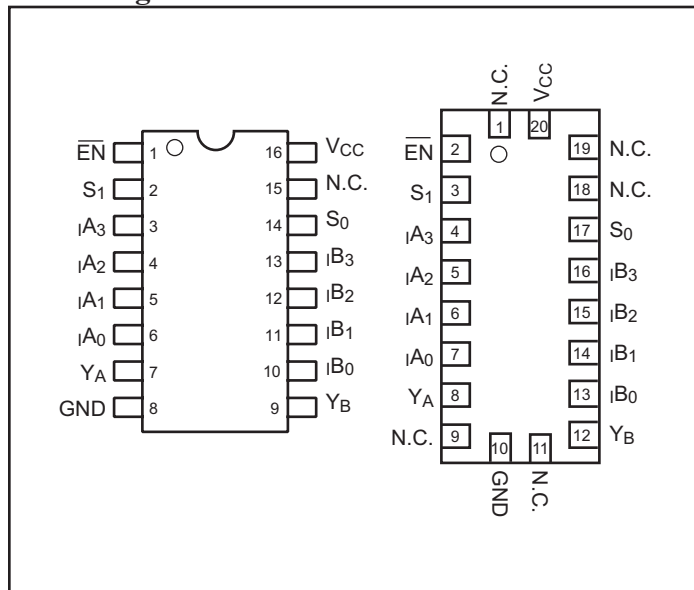 EN 1 16 VCC
S1 2 15 N.C.
IA3 3 14 S0
IA2 4 13 IB3
IA1 5 12 IB2
IA0 6 11 IB1
YA 7 10 IB0
GND 8 9 YB
N.C. VCC
1 20
EN 2 19 N.C.
S1 3 18 N.C.
IA3 4 17 S0
IA2 5 16 IB3
IA1 6 15 IB2
IA0 7 14 IB1
YA 8 13 IB0
N.C. 9 12 YB
10 11
GND N.C.